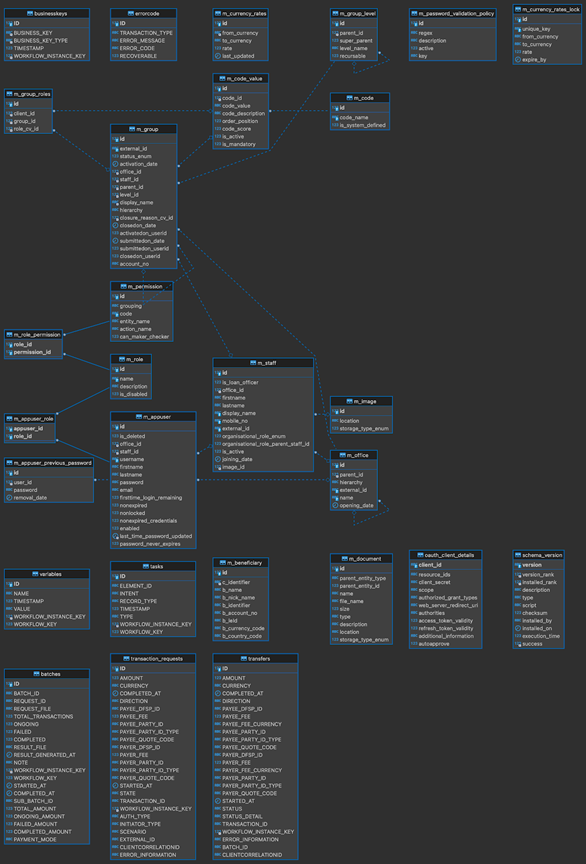 businesskeys
ID
BUSINESS_KEY
BUSINESS_KEY_TYPE
TIMESTAMP
WORKFLOW_INSTANCE_KEY
errorcode
ID
TRANSACTION_TYPE
ERROR_MESSAGE
ERROR_CODE
RECOVERABLE
m_currency_rates
id
from_currency
to_currency
rate
last_updated
m_group_level
id
parent_id
super_parent
level_name
recursable
m_password_validation_policy
id
regex
description
active
key
m_currency_rates_lock
id
unique_key
from_currency
to_currency
rate
expire_by
m_group_roles
id
client_id
group_id
role_cv_id
m_code_value
id
code_id
code_value
code_description
order_position
code_score
is_active
is_mandatory
m_code
id
code_name
is_system_defined
m_group
id
external_id
status_enum
activation_date
office_id
staff_id
parent_id
level_id
display_name
hierarchy
closure_reason_cv_id
closedon_date
activatedon_userid
submittedon_date
submittedon_userid
closedon_userid
account_no
m_permission
id
grouping
code
entity_name
action_name
can_maker_checker
m_role_permission
role_id
permission_id
m_role
id
name
description
is_disabled
m_staff
id
is_loan_officer
office_id
firstname
lastname
display_name
mobile_no
external_id
organisational_role_enum
organisational_role_parent_staff_id
is_active
joining_date
image_id
m_image
id
location
storage_type_enum
m_appuser_role
appuser_id
role_id
m_appuser
id
is_deleted
office_id
staff_id
username
firstname
lastname
password
email
firsttime_login_remaining
nonexpired
nonlocked
nonexpired_credentials
enabled
last_time_password_updated
password_never_expires
m_office
id
parent_id
hierarchy
external_id
name
opening_date
m_appuser_previous_password
id
user_id
password
removal_date
variables
ID
NAME
TIMESTAMP
VALUE
WORKFLOW_INSTANCE_KEY
WORKFLOW_KEY
tasks
ID
ELEMENT_ID
INTENT
RECORD_TYPE
TIMESTAMP
TYPE
WORKFLOW_INSTANCE_KEY
WORKFLOW_KEY
m_beneficiary
id
c_identifier
b_name
b_nick_name
b_identifier
b_account_no
b_leid
b_currency_code
b_country_code
m_document
id
parent_entity_type
parent_entity_id
name
file_name
size
type
description
location
storage_type_enum
oauth_client_details
client_id
resource_ids
client_secret
scope
authorized_grant_types
web_server_redirect_uri
authorities
access_token_validity
refresh_token_validity
additional_information
autoapprove
schema_version
version
version_rank
installed_rank
description
type
script
checksum
installed_by
installed_on
execution_time
success
batches
ID
BATCH_ID
REQUEST_ID
REQUEST_FILE
TOTAL_TRANSACTIONS
ONGOING
FAILED
COMPLETED
RESULT_FILE
RESULT_GENERATED_AT
NOTE
WORKFLOW_INSTANCE_KEY
WORKFLOW_KEY
STARTED_AT
COMPLETED_AT
SUB_BATCH_ID
TOTAL_AMOUNT
ONGOING_AMOUNT
FAILED_AMOUNT
COMPLETED_AMOUNT
PAYMENT_MODE
transaction_requests
ID
AMOUNT
CURRENCY
COMPLETED_AT
DIRECTION
PAYEE_DFSP_ID
PAYEE_FEE
PAYEE_PARTY_ID
PAYEE_PARTY_ID_TYPE
PAYEE_QUOTE_CODE
PAYER_DFSP_ID
PAYER_FEE
PAYER_PARTY_ID
PAYER_PARTY_ID_TYPE
PAYER_QUOTE_CODE
STARTED_AT
STATE
TRANSACTION_ID
WORKFLOW_INSTANCE_KEY
AUTH_TYPE
INITIATOR_TYPE
SCENARIO
EXTERNAL_ID
CLIENTCORRELATIONID
ERROR_INFORMATION
transfers
ID
AMOUNT
CURRENCY
COMPLETED_AT
DIRECTION
PAYEE_DFSP_ID
PAYEE_FEE
PAYEE_FEE_CURRENCY
PAYEE_PARTY_ID
PAYEE_PARTY_ID_TYPE
PAYEE_QUOTE_CODE
PAYER_DFSP_ID
PAYER_FEE
PAYER_FEE_CURRENCY
PAYER_PARTY_ID
PAYER_PARTY_ID_TYPE
PAYER_QUOTE_CODE
STARTED_AT
STATUS
STATUS_DETAIL
TRANSACTION_ID
WORKFLOW_INSTANCE_KEY
ERROR_INFORMATION
BATCH_ID
CLIENTCORRELATIONID